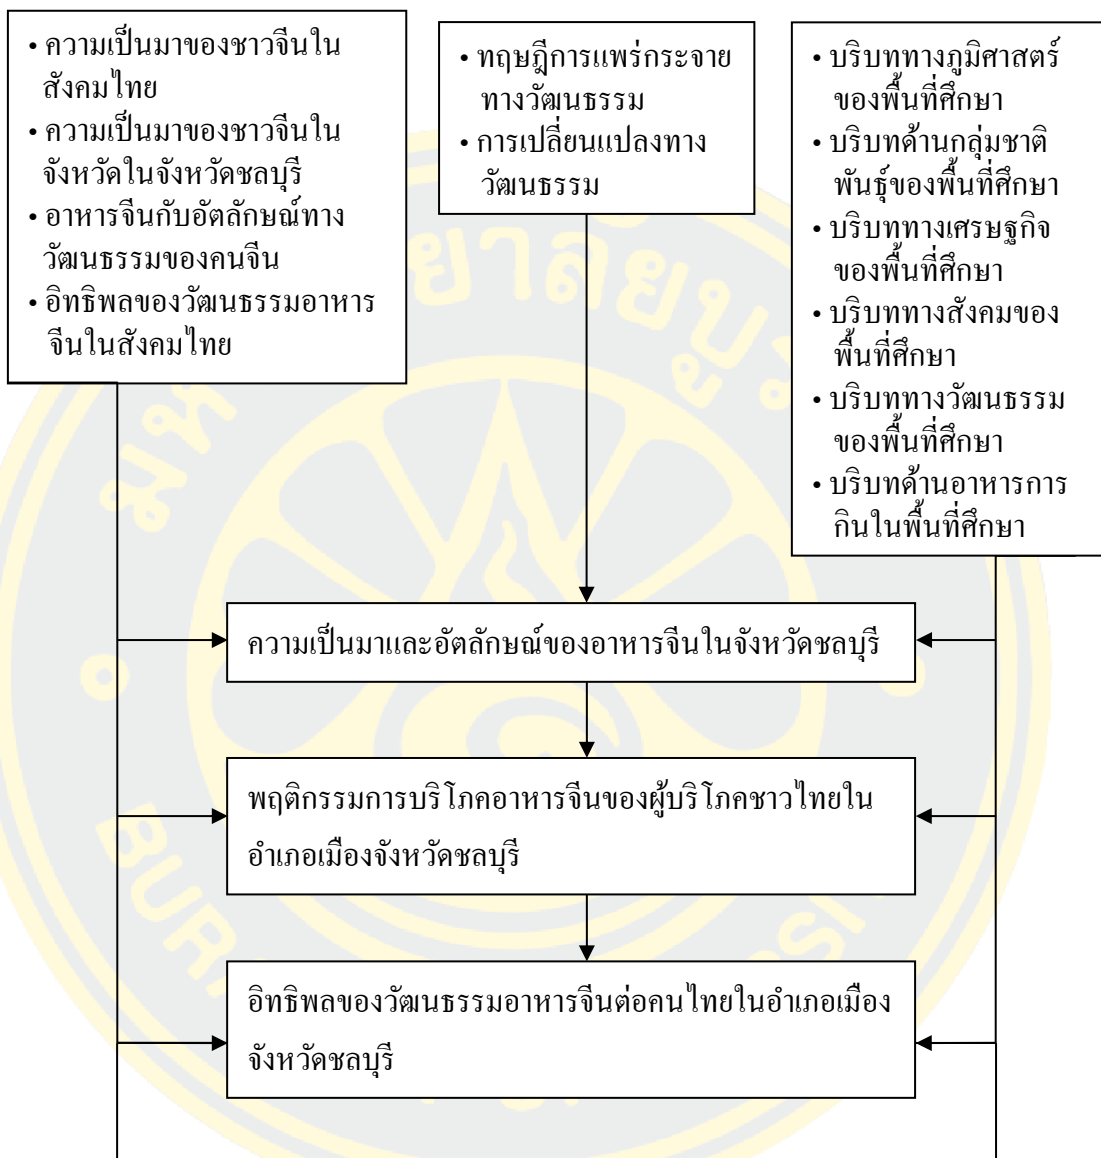 • ความเป็นมาของชาวจีนใน
สังคมไทย
• ความเป็นมาของชาวจีนใน
จังหวัดในจังหวัดชลบุรี
• อาหารจีนกับอัตลักษณ์ทาง
วัฒนธรรมของคนจีน
• อิทธิพลของวัฒนธรรมอาหาร
จีนในสังคมไทย
• ทฤษฎีการแพร่กระจาย
ทางวัฒนธรรม
• การเปลี่ยนแปลงทาง
วัฒนธรรม
• บริบททางภูมิศาสตร์
ของพื้นที่ศึกษา
• บริบทด้านกลุ่มชาติ
พันธุ์ของพื้นที่ศึกษา
• บริบททางเศรษฐกิจ
ของพื้นที่ศึกษา
• บริบททางสังคมของ
พื้นที่ศึกษา
• บริบททางวัฒนธรรม
ของพื้นที่ศึกษา
• บริบทด้านอาหารการ
กินในพื้นที่ศึกษา
ความเป็นมาและอัตลักษณ์ของอาหารจีนในจังหวัดชลบุรี
พฤติกรรมการบริโภคอาหารจีนของผู้บริโภคชาวไทยใน
อำเภอเมืองจังหวัดชลบุรี
อิทธิพลของวัฒนธรรมอาหารจีนต่อคนไทยในอำเภอเมือง
จังหวัดชลบุรี